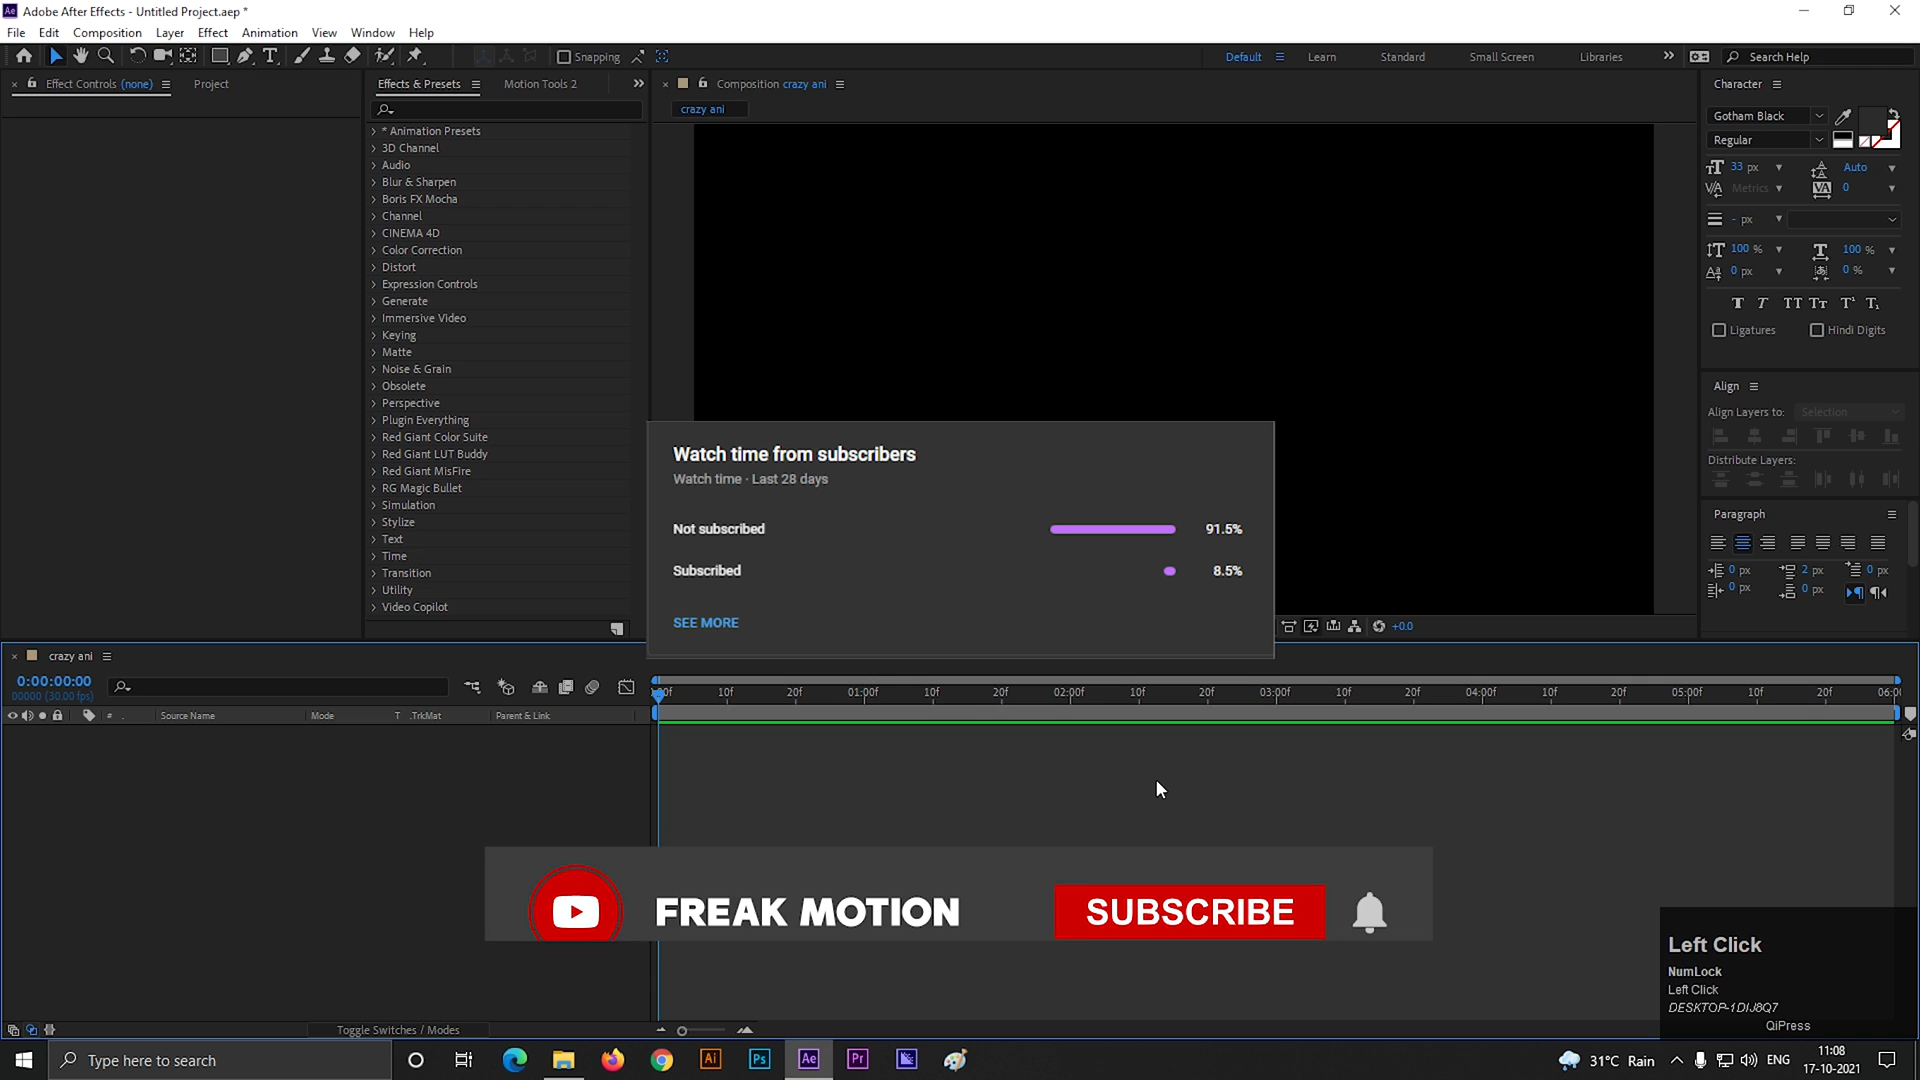 Adobe After Effects - Untitled Project.aep *
File Edit Composition Layer Effect Animation View Window Help
Snapping
Default Learn Standard Small Screen Libraries Search Help
Effect Controls (none) Project
Effects & Presets Motion Tools 2
Composition crazy ani
crazy ani
* Animation Presets
3D Channel
Audio
Blur & Sharpen
Boris FX Mocha
Channel
CINEMA 4D
Color Correction
Distort
Expression Controls
Generate
Immersive Video
Keying
Matte
Noise & Grain
Obsolete
Perspective
Plugin Everything
Red Giant Color Suite
Red Giant LUT Buddy
Red Giant MisFire
RG Magic Bullet
Simulation
Stylize
Text
Time
Transition
Utility
Video Copilot
Watch time from subscribers
Watch time · Last 28 days
Not subscribed 91.5%
Subscribed 8.5%
SEE MORE
+0.0
Character
Gotham Black
Regular
33 px Auto
Metrics 0
- px
100 % 100 %
0 px 0 %
Ligatures Hindi Digits
Align
Align Layers to: Selection
Distribute Layers:
Paragraph
0 px 2 px 0 px
0 px 0 px
crazy ani
0:00:00:00
00000 (30.00 fps)
# Source Name Mode T .TrkMat Parent & Link
10f 20f 01:00f 10f 20f 02:00f 10f 20f 03:00f 10f 20f 04:00f 10f 20f 05:00f 10f 20f
FREAK MOTION
SUBSCRIBE
Left Click
NumLock
Left Click
DESKTOP-1DIJ8Q7
QiPress
Toggle Switches / Modes
Type here to search
Ai Ps Ae Pr
31°C Rain ENG
11:08
17-10-2021